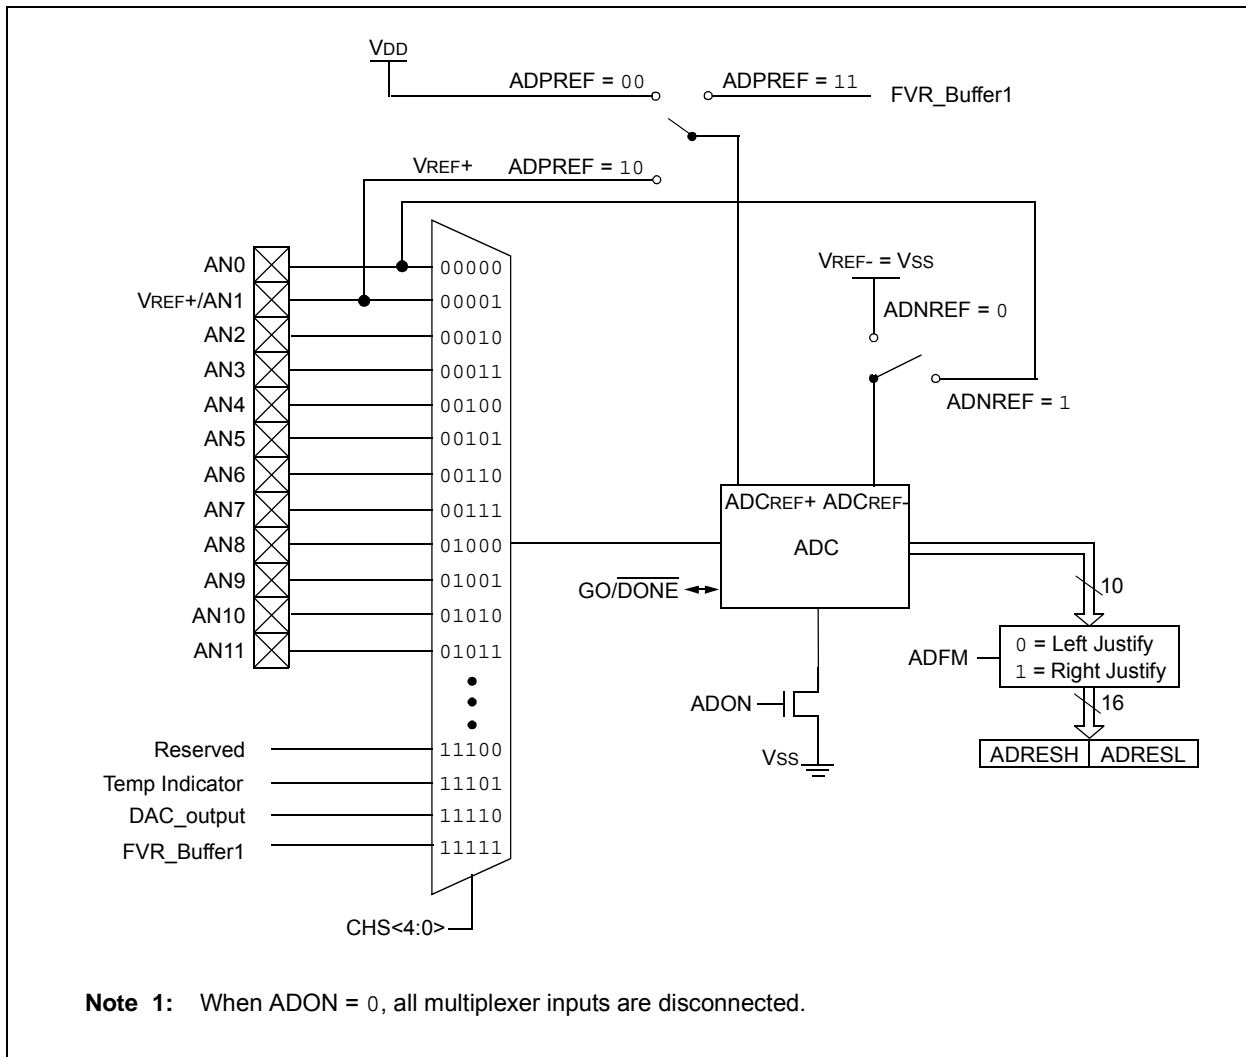 VDD
ADPREF = 00
ADPREF = 11
FVR_Buffer1
VREF+
ADPREF = 10
AN0
VREF+/AN1
AN2
AN3
AN4
AN5
AN6
AN7
AN8
AN9
AN10
AN11
Reserved
Temp Indicator
DAC_output
FVR_Buffer1
00000
00001
00010
00011
00100
00101
00110
00111
01000
01001
01010
01011
11100
11101
11110
11111
CHS<4:0>
VREF- = VSS
ADNREF = 0
ADNREF = 1
ADCREF+ ADCREF-
ADC
GO/DONE
ADON
VSS
10
ADFM
0 = Left Justify
1 = Right Justify
16
ADRESH ADRESL
Note 1: When ADON = 0, all multiplexer inputs are disconnected.